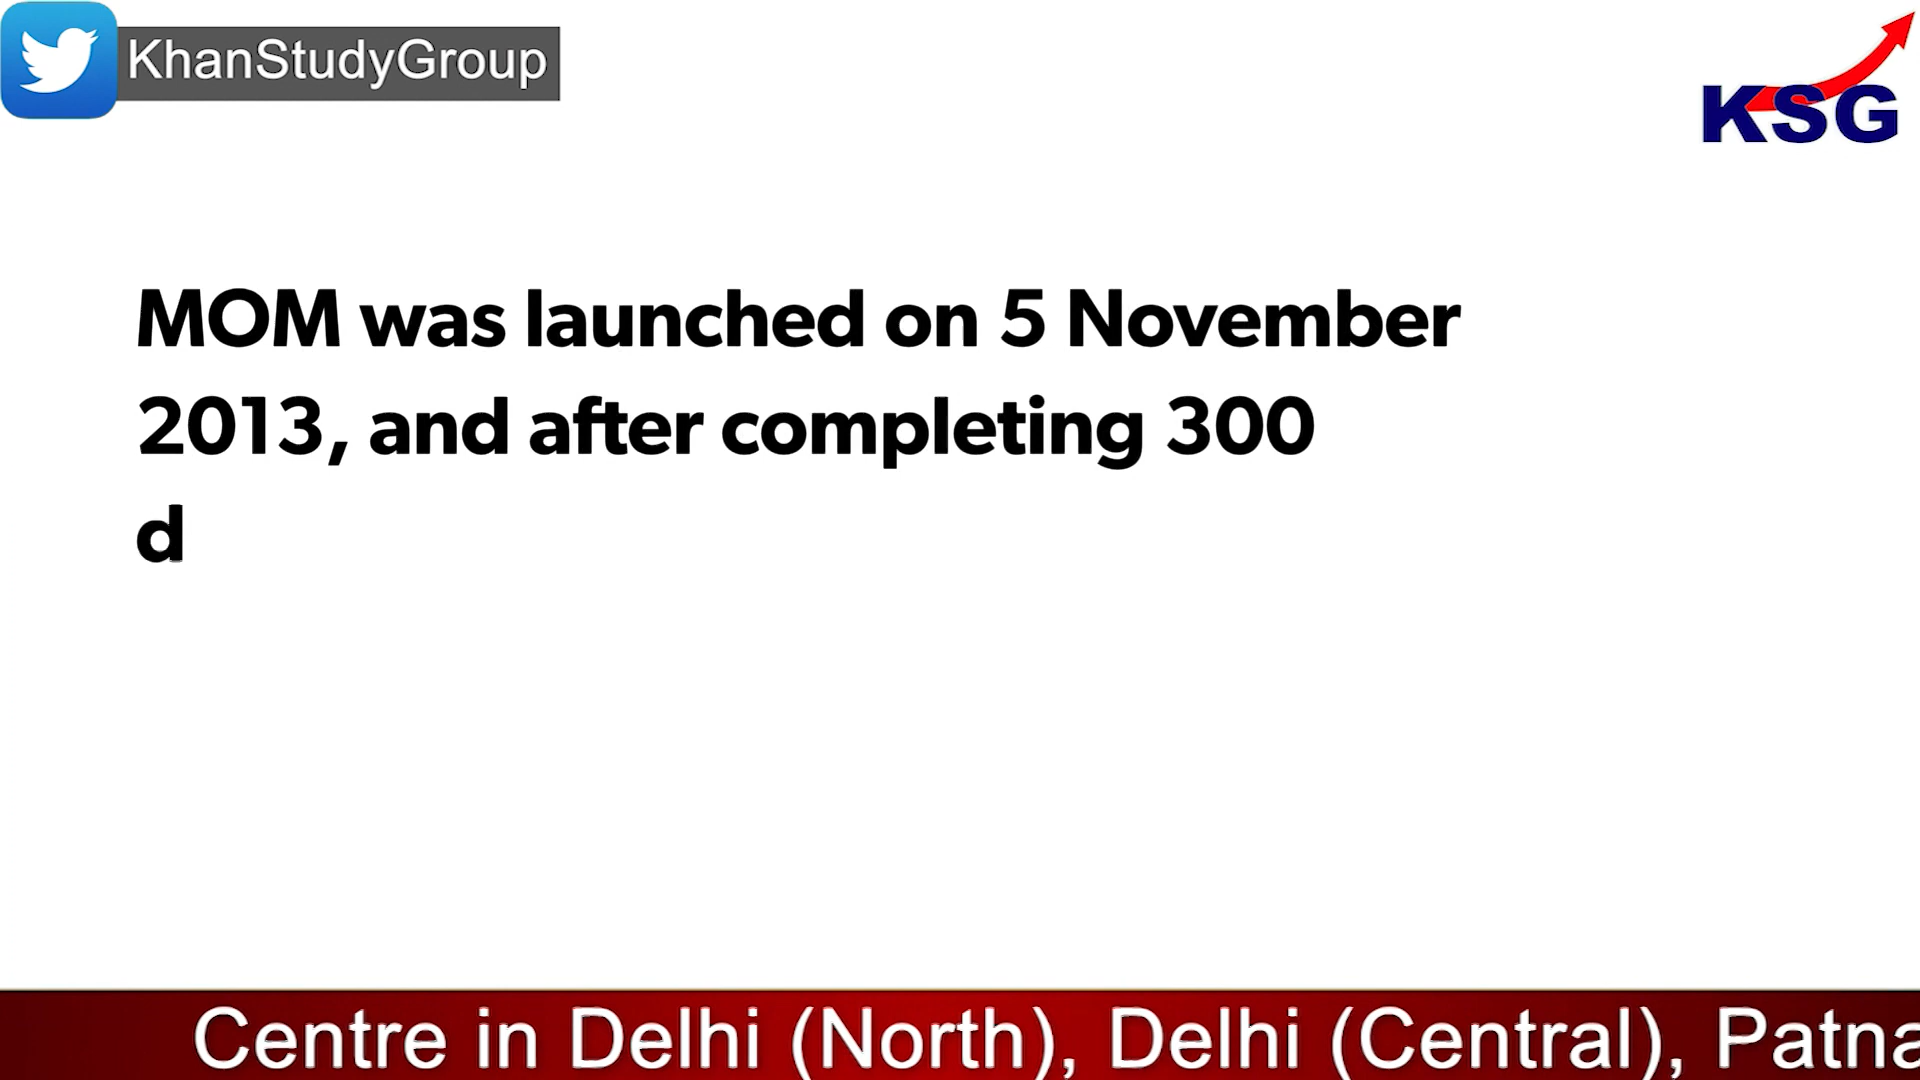 KhanStudyGroup
KSG
MOM was launched on 5 November
2013, and after completing 300
d
Centre in Delhi (North), Delhi (Central), Patna